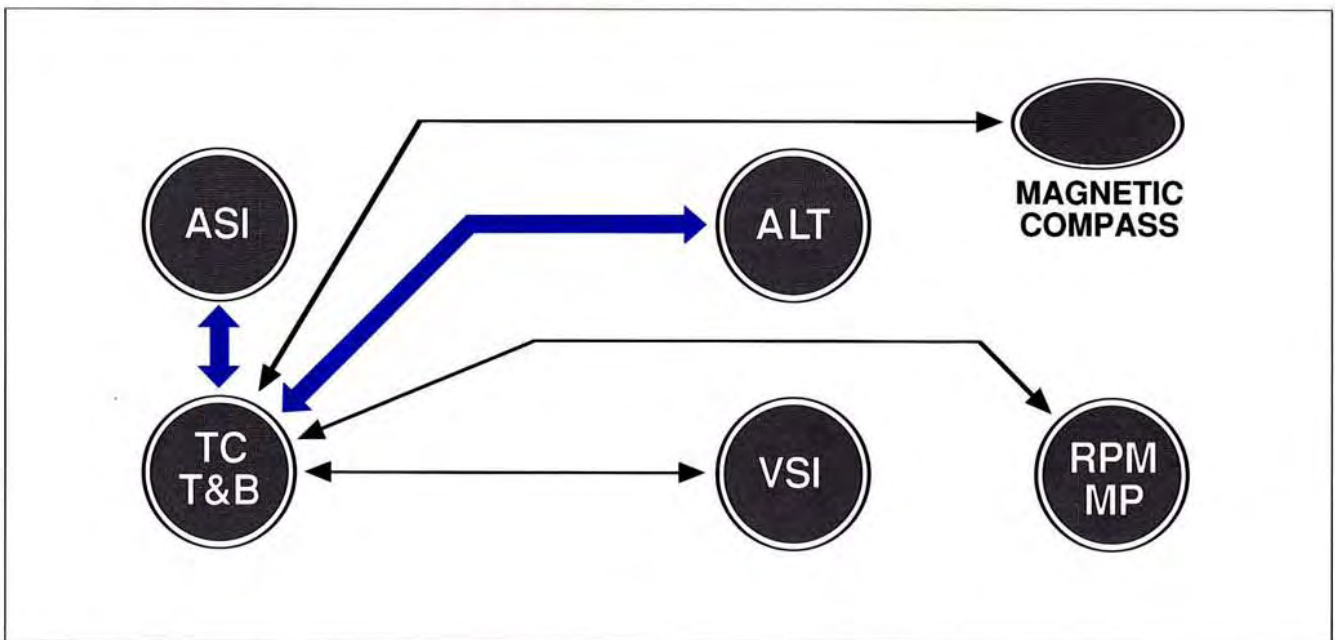 ASI
ALT
MAGNETIC
COMPASS
TC
T&B
VSI
RPM
MP